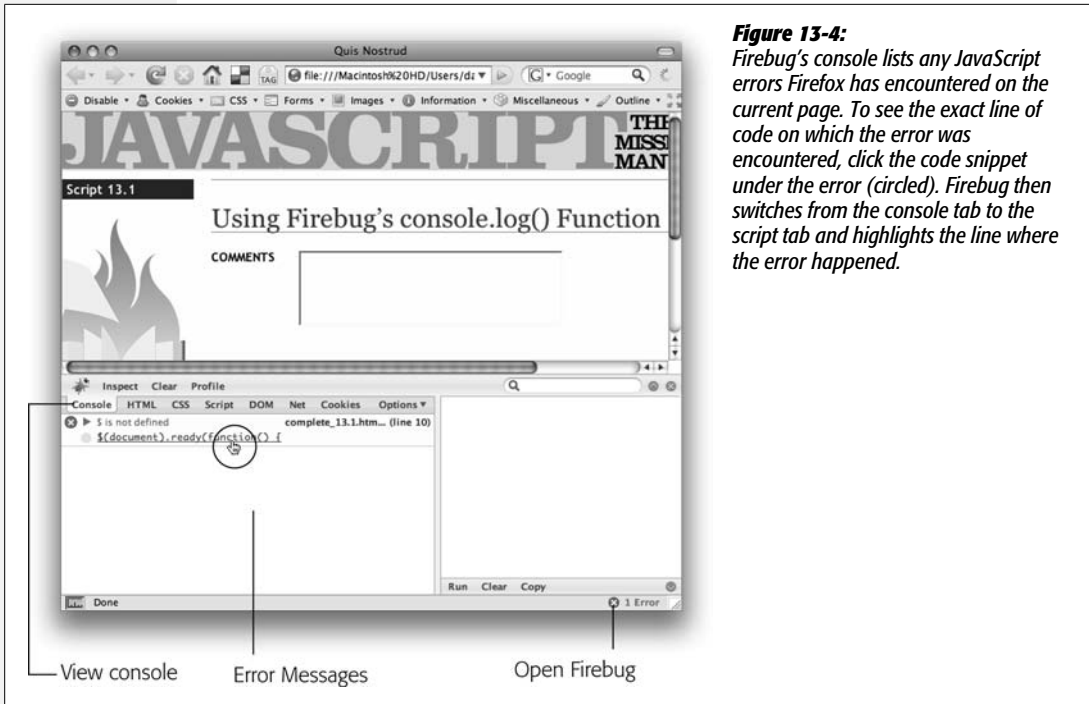 Quis Nostrud
TAG
file:///Macintosh%20HD/Users/da
G Google
Disable Cookies CSS Forms Images Information Miscellaneous Outline
JAVASCRIPT
THE
MISSI
MAN
Script 13.1
Using Firebug's console.log() Function
COMMENTS
Inspect Clear Profile
Console HTML CSS Script DOM Net Cookies Options
$ is not defined complete_13.1.htm... (line 10)
$(document).ready(function() {
Run Clear Copy
Done
1 Error
View console
Error Messages
Open Firebug
Figure 13-4:
Firebug's console lists any JavaScript
errors Firefox has encountered on the
current page. To see the exact line of
code on which the error was
encountered, click the code snippet
under the error (circled). Firebug then
switches from the console tab to the
script tab and highlights the line where
the error happened.